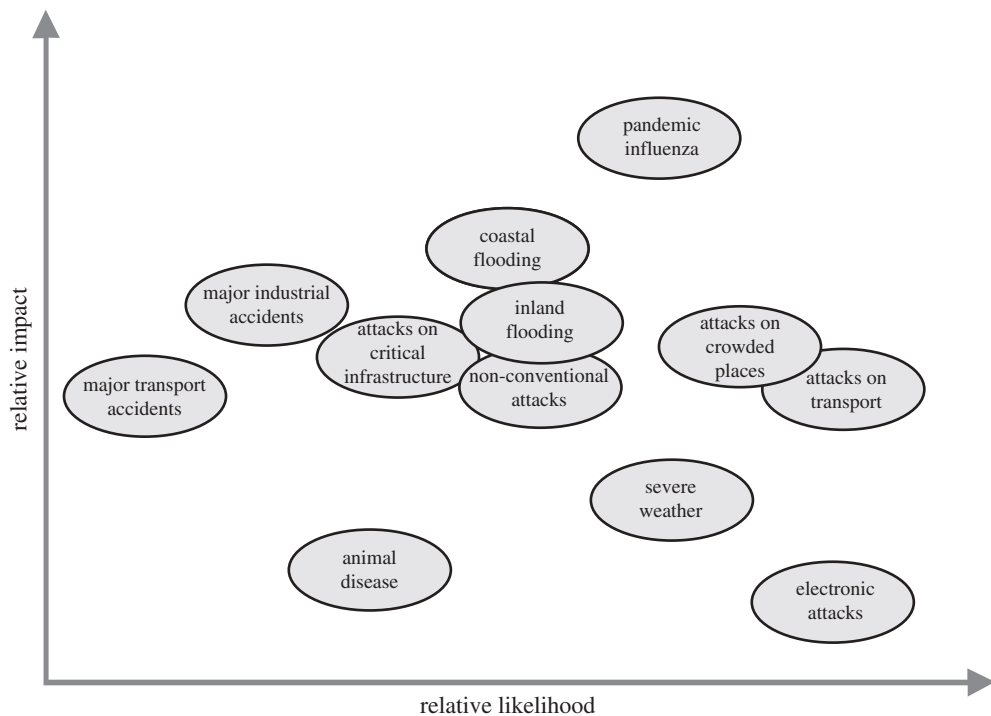 pandemic
influenza
coastal
flooding
major industrial
accidents
inland
flooding
attacks on
critical
infrastructure
attacks on
crowded
places
major transport
accidents
non-conventional
attacks
attacks on
transport
severe
weather
animal
disease
electronic
attacks
relative impact
relative likelihood